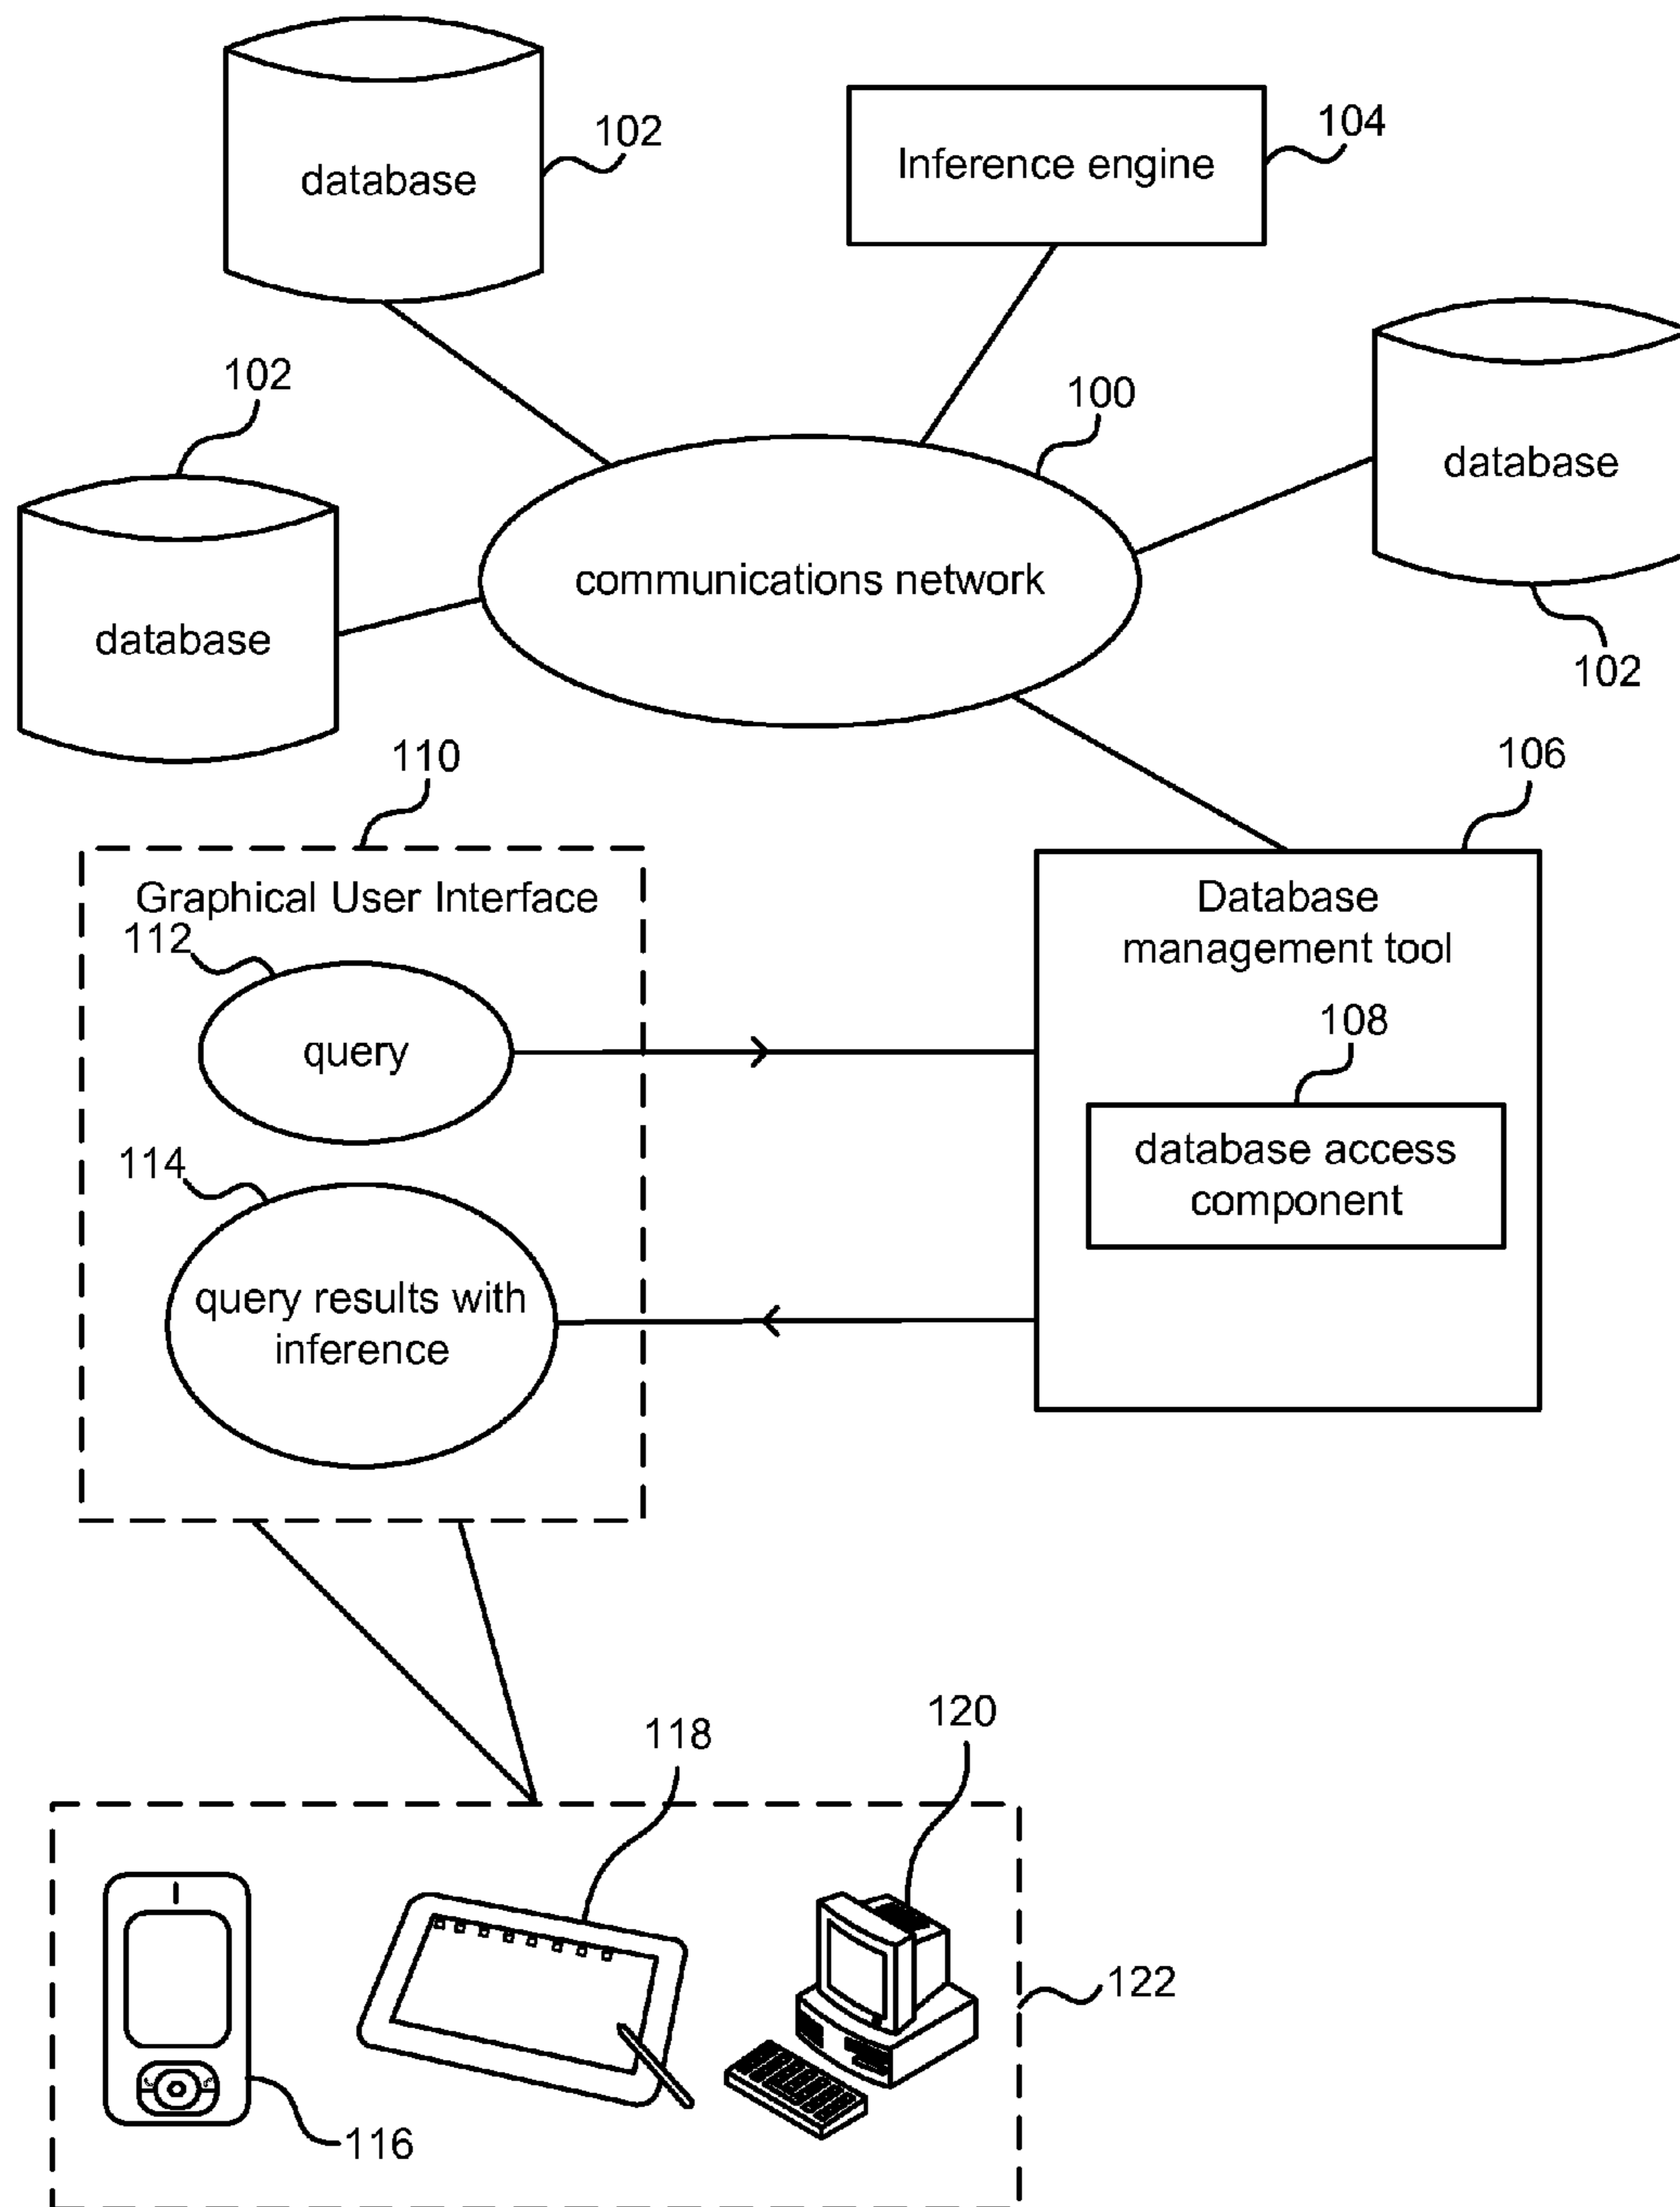 102
database
Inference engine
104
102
100
database
communications network
database
102
110
106
Graphical User Interface
112
query
Database
management tool
108
database access
component
114
query results with
inference
118
120
122
116